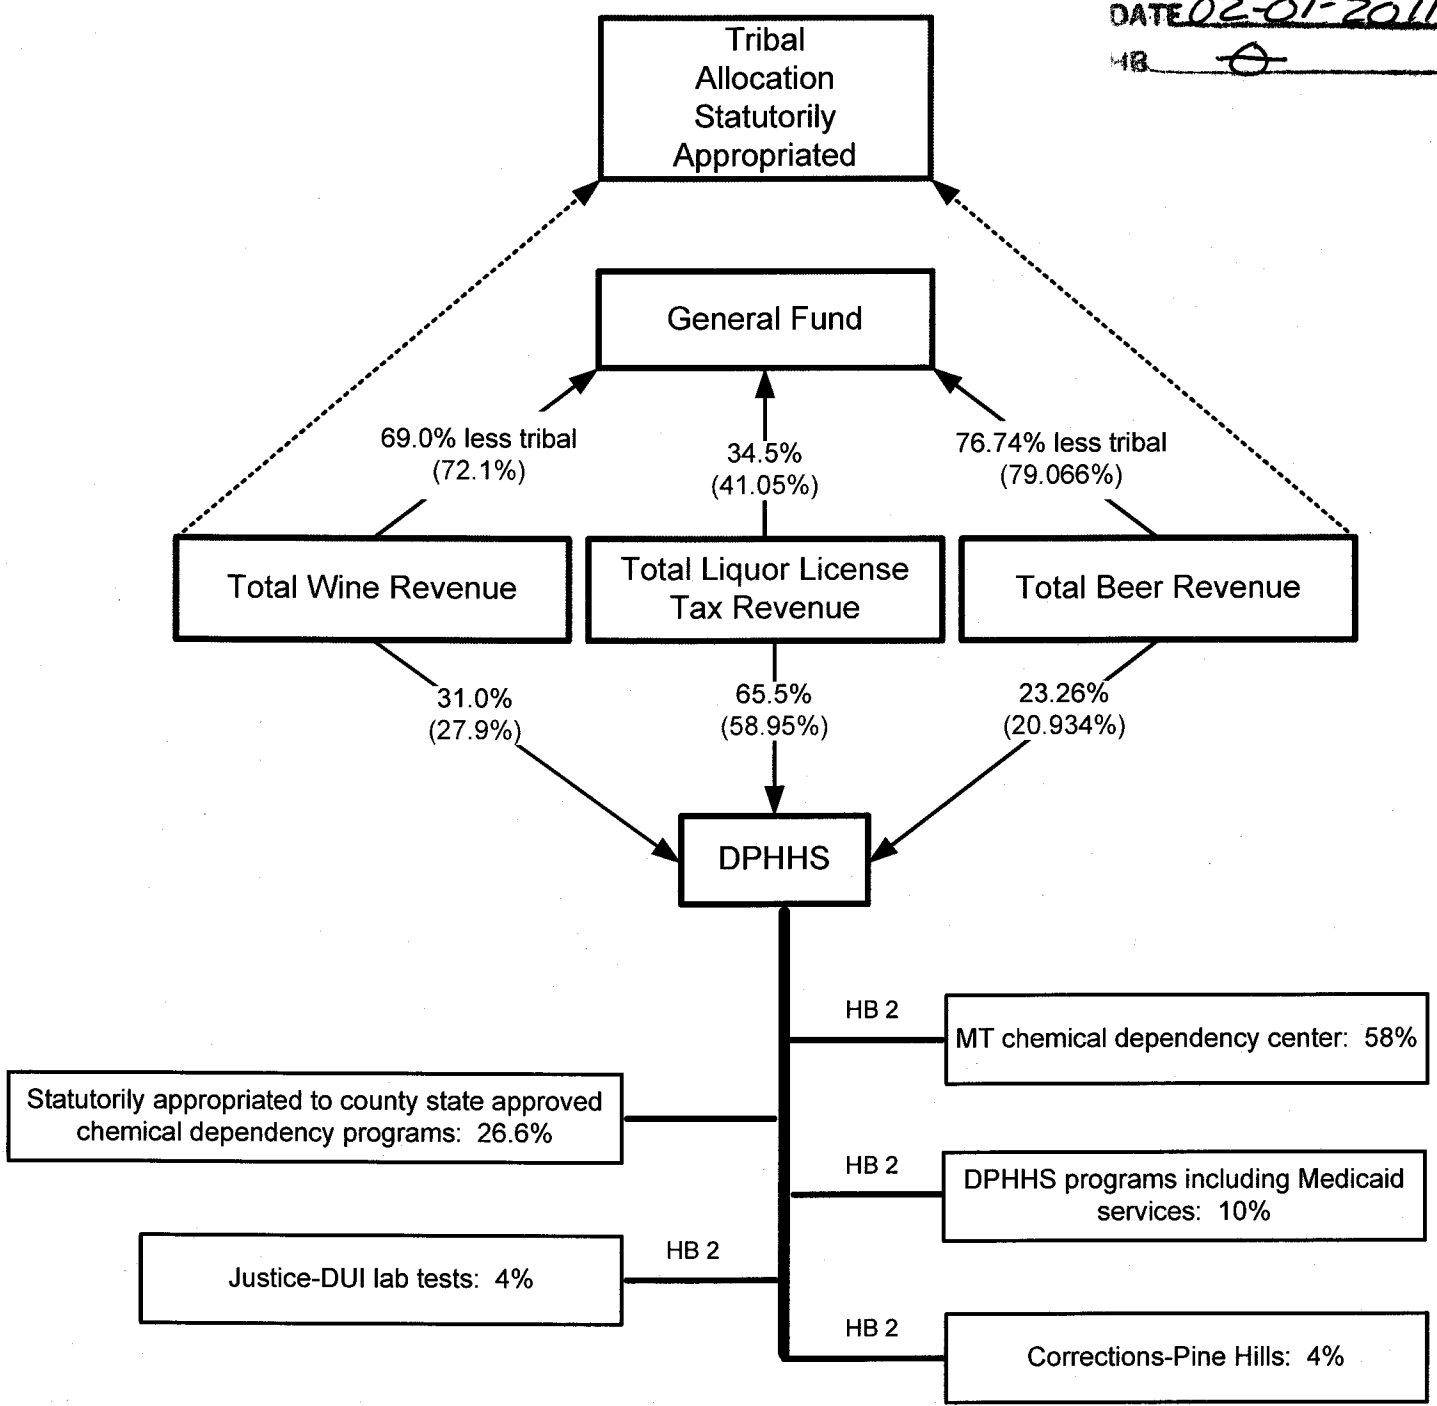 DATE 02-01-2011
HB
Tribal
Allocation
Statutorily
Appropriated
General Fund
69.0% less tribal
(72.1%)
34.5%
(41.05%)
76.74% less tribal
(79.066%)
Total Wine Revenue
Total Liquor License
Tax Revenue
Total Beer Revenue
31.0%
(27.9%)
65.5%
(58.95%)
23.26%
(20.934%)
DPHHS
HB 2
MT chemical dependency center: 58%
Statutorily appropriated to county state approved
chemical dependency programs: 26.6%
HB 2
DPHHS programs including Medicaid
services: 10%
HB 2
Justice-DUI lab tests: 4%
HB 2
Corrections-Pine Hills: 4%